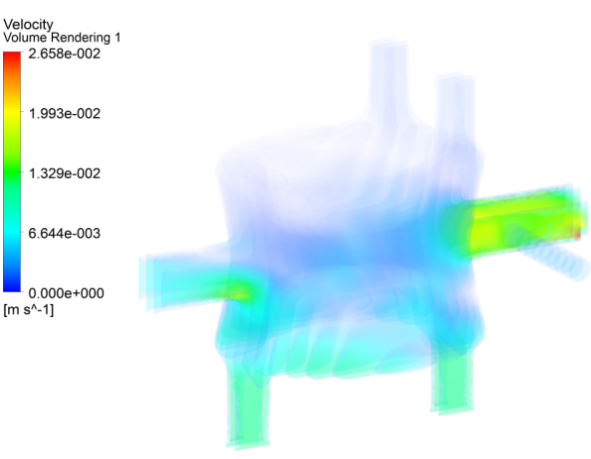 Velocity
Volume Rendering 1
2.658e-002
1.993e-002
1.329e-002
6.644e-003
0.000e+000
[m s^-1]